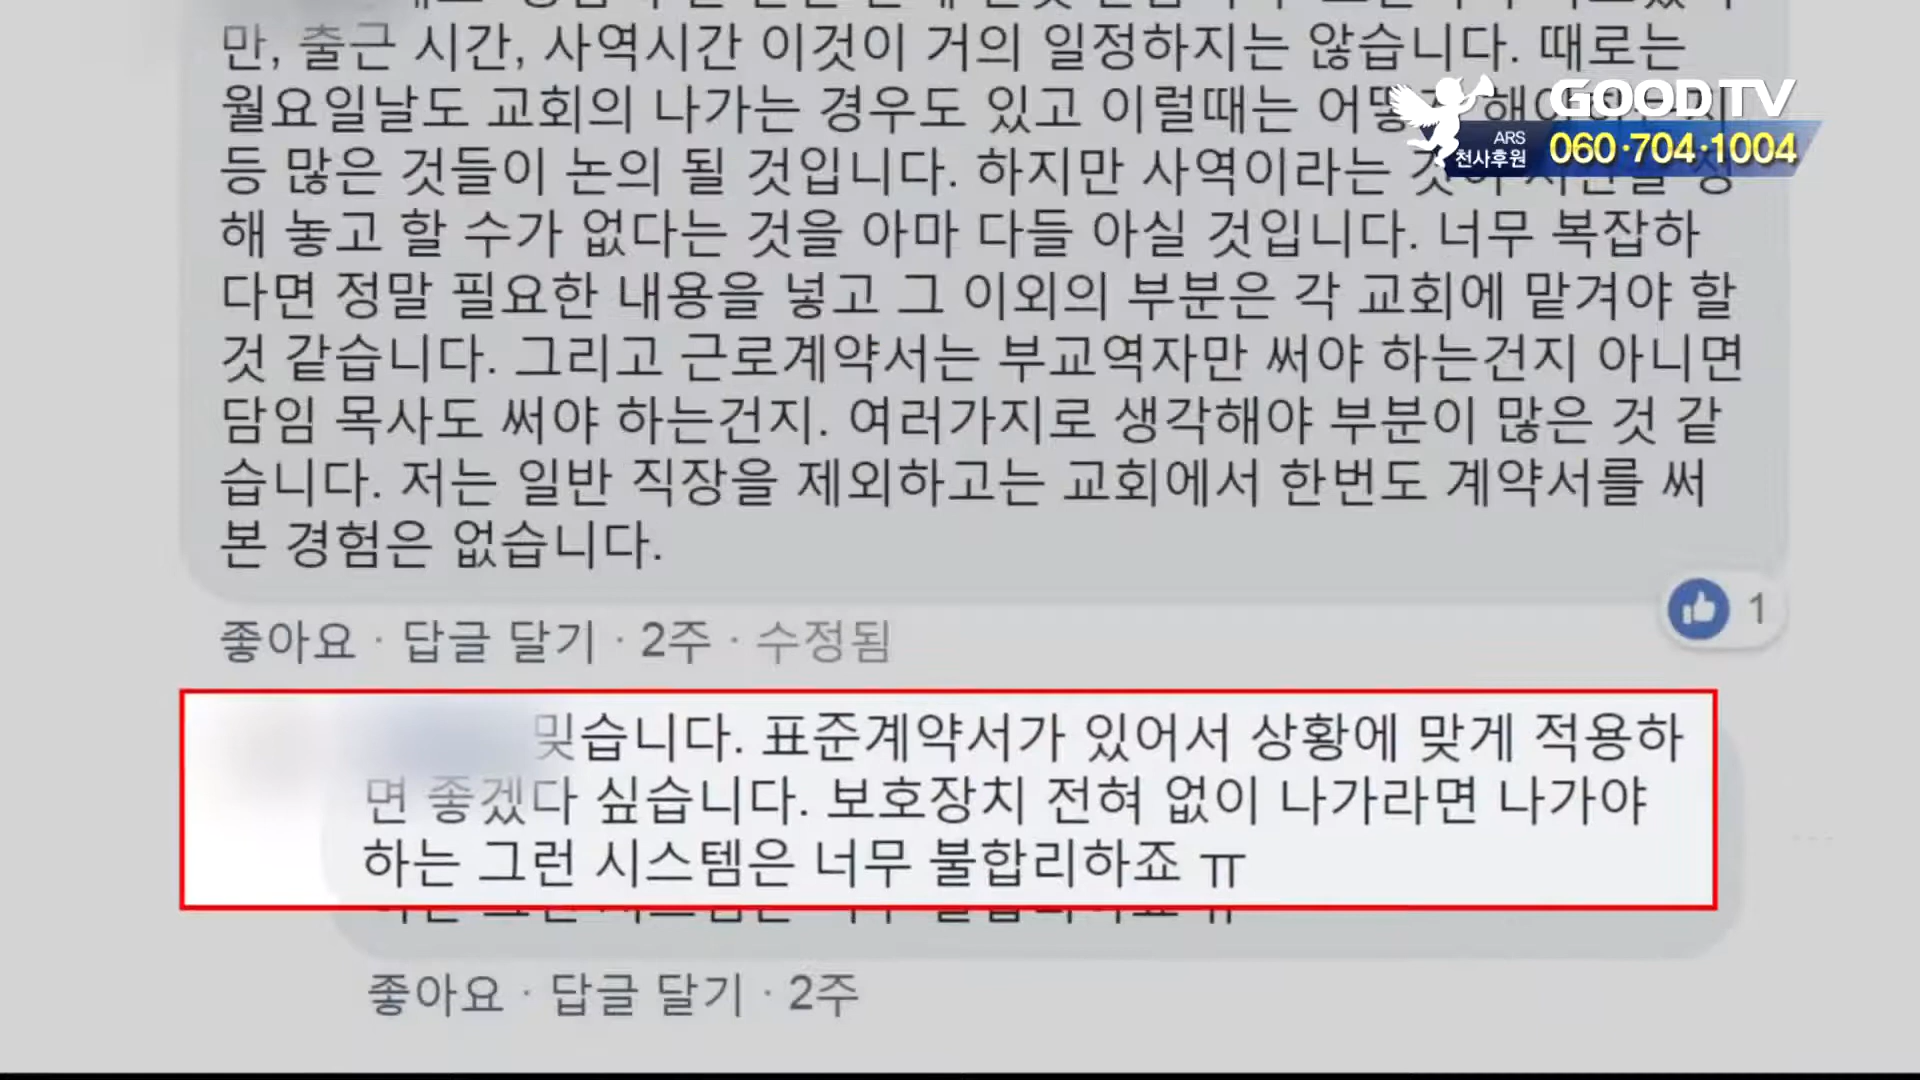 만, 출근 시간, 사역시간 이것이 거의 일정하지는 않습니다. 때로는
월요일날도 교회의 나가는 경우도 있고 이럴때는
등 많은 것들이 논의 될 것입니다. 하지만 사역이라는
해 놓고 할 수가 없다는 것을 아마 다들 아실 것입니다. 너무 복잡하
다면 정말 필요한 내용을 넣고 그 이외의 부분은 각 교회에 맡겨야 할
것 같습니다. 그리고 근로계약서는 부교역자만 써야 하는건지 아니면
담임 목사도 써야 하는건지. 여러가지로 생각해야 부분이 많은 것 같
습니다. 저는 일반 직장을 제외하고는 교회에서 한번도 계약서를 써
본 경험은 없습니다.
GOODTV
ARS
천사후원 060·704·1004
1
좋아요 · 답글 달기 · 2주 · 수정됨
맞습니다. 표준계약서가 있어서 상황에 맞게 적용하
면 좋겠다 싶습니다. 보호장치 전혀 없이 나가라면 나가야
하는 그런 시스템은 너무 불합리하죠 ㅠ
좋아요 · 답글 달기 · 2주